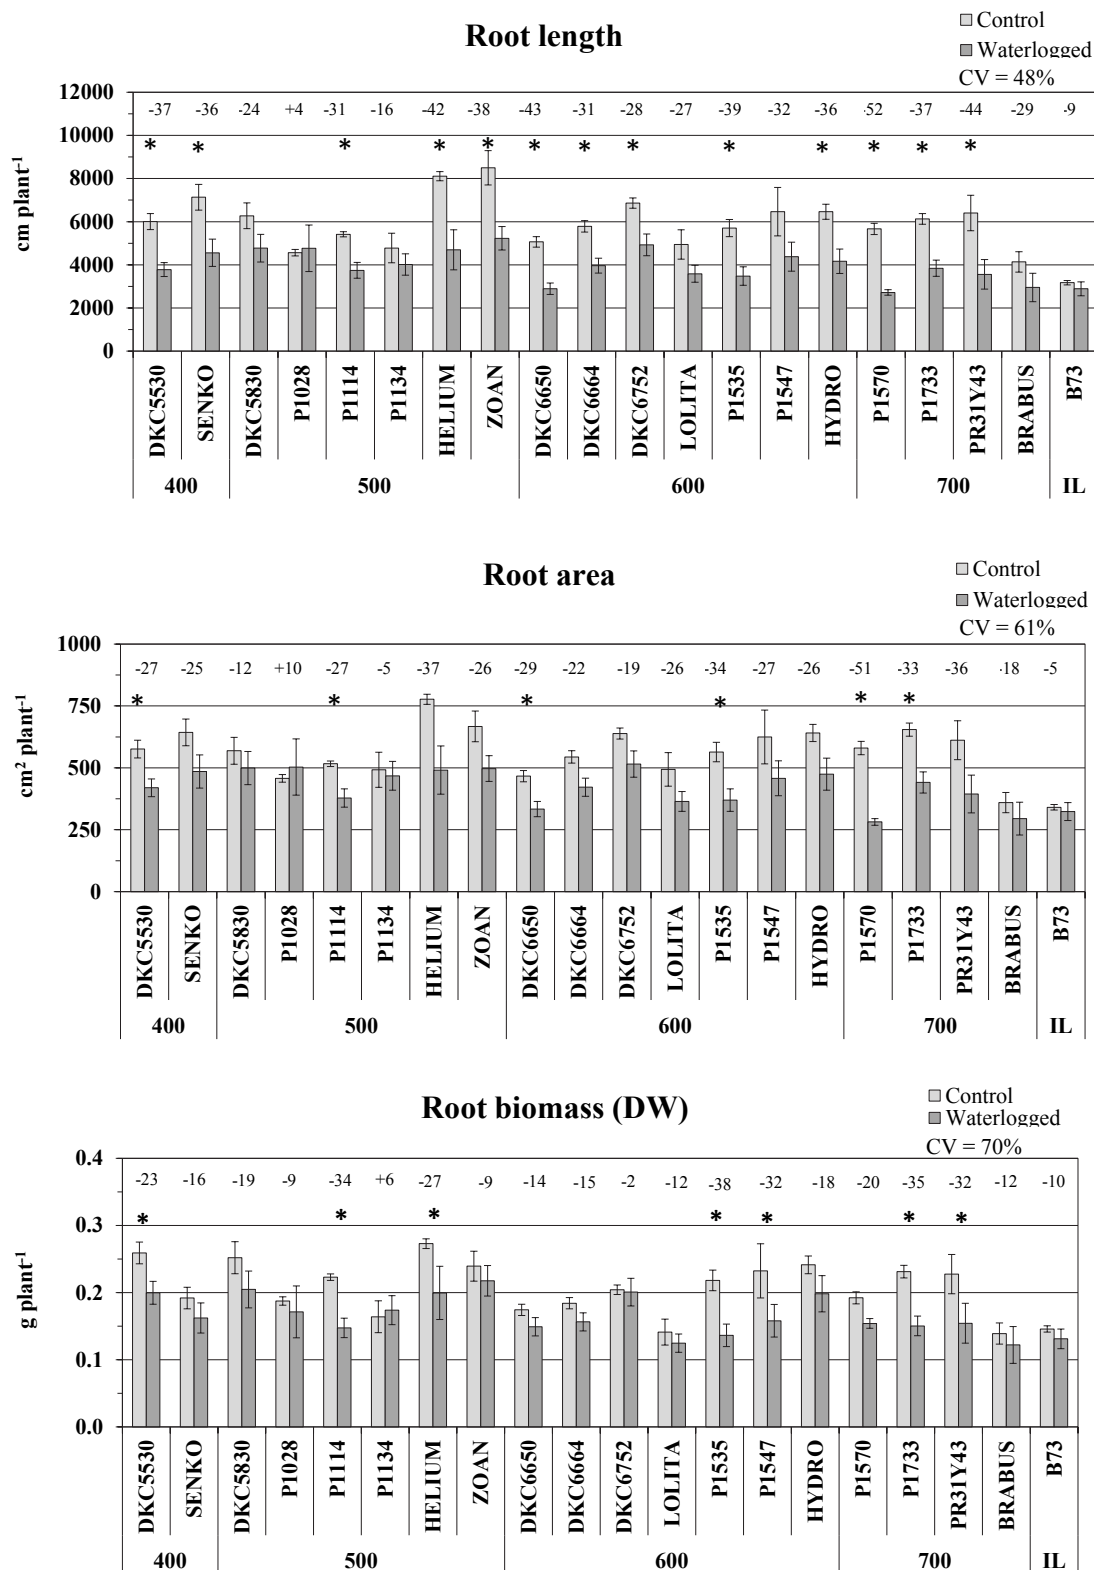 Root length
Control
Waterlogged
CV = 48%
12000
10000
8000
6000
4000
2000
0
cm plant-1
-37 -36 -24 +4 -31 -16 -42 -38 -43 -31 -28 -27 -39 -32 -36 -52 -37 -44 -29 -9
* * * * * * * * * * * * *
DKC5530 SENKO DKC5830 P1028 P1114 P1134 HELIUM ZOAN DKC6650 DKC6664 DKC6752 LOLITA P1535 P1547 HYDRO P1570 P1733 PR31Y43 BRABUS B73
400 500 600 700 IL
Root area
Control
Waterlogged
CV = 61%
1000
750
500
250
0
cm2 plant-1
-27 -25 -12 +10 -27 -5 -37 -26 -29 -22 -19 -26 -34 -27 -26 -51 -33 -36 -18 -5
* * * * * *
DKC5530 SENKO DKC5830 P1028 P1114 P1134 HELIUM ZOAN DKC6650 DKC6664 DKC6752 LOLITA P1535 P1547 HYDRO P1570 P1733 PR31Y43 BRABUS B73
400 500 600 700 IL
Root biomass (DW)
Control
Waterlogged
CV = 70%
0.4
0.3
0.2
0.1
0.0
g plant-1
-23 -16 -19 -9 -34 +6 -27 -9 -14 -15 -2 -12 -38 -32 -18 -20 -35 -32 -12 -10
* * * * * * *
DKC5530 SENKO DKC5830 P1028 P1114 P1134 HELIUM ZOAN DKC6650 DKC6664 DKC6752 LOLITA P1535 P1547 HYDRO P1570 P1733 PR31Y43 BRABUS B73
400 500 600 700 IL